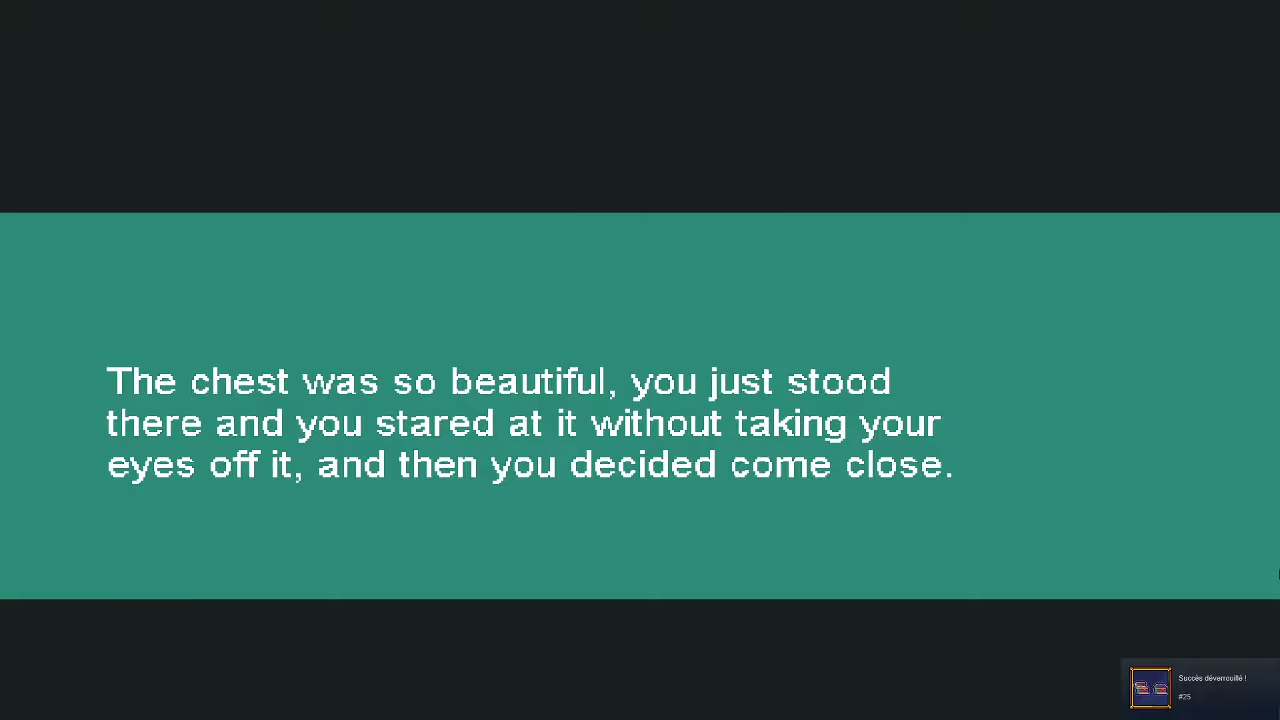 The chest was so beautiful, you just stood
there and you stared at it without taking your
eyes off it, and then you decided come close.
Succès déverrouillé !
#25